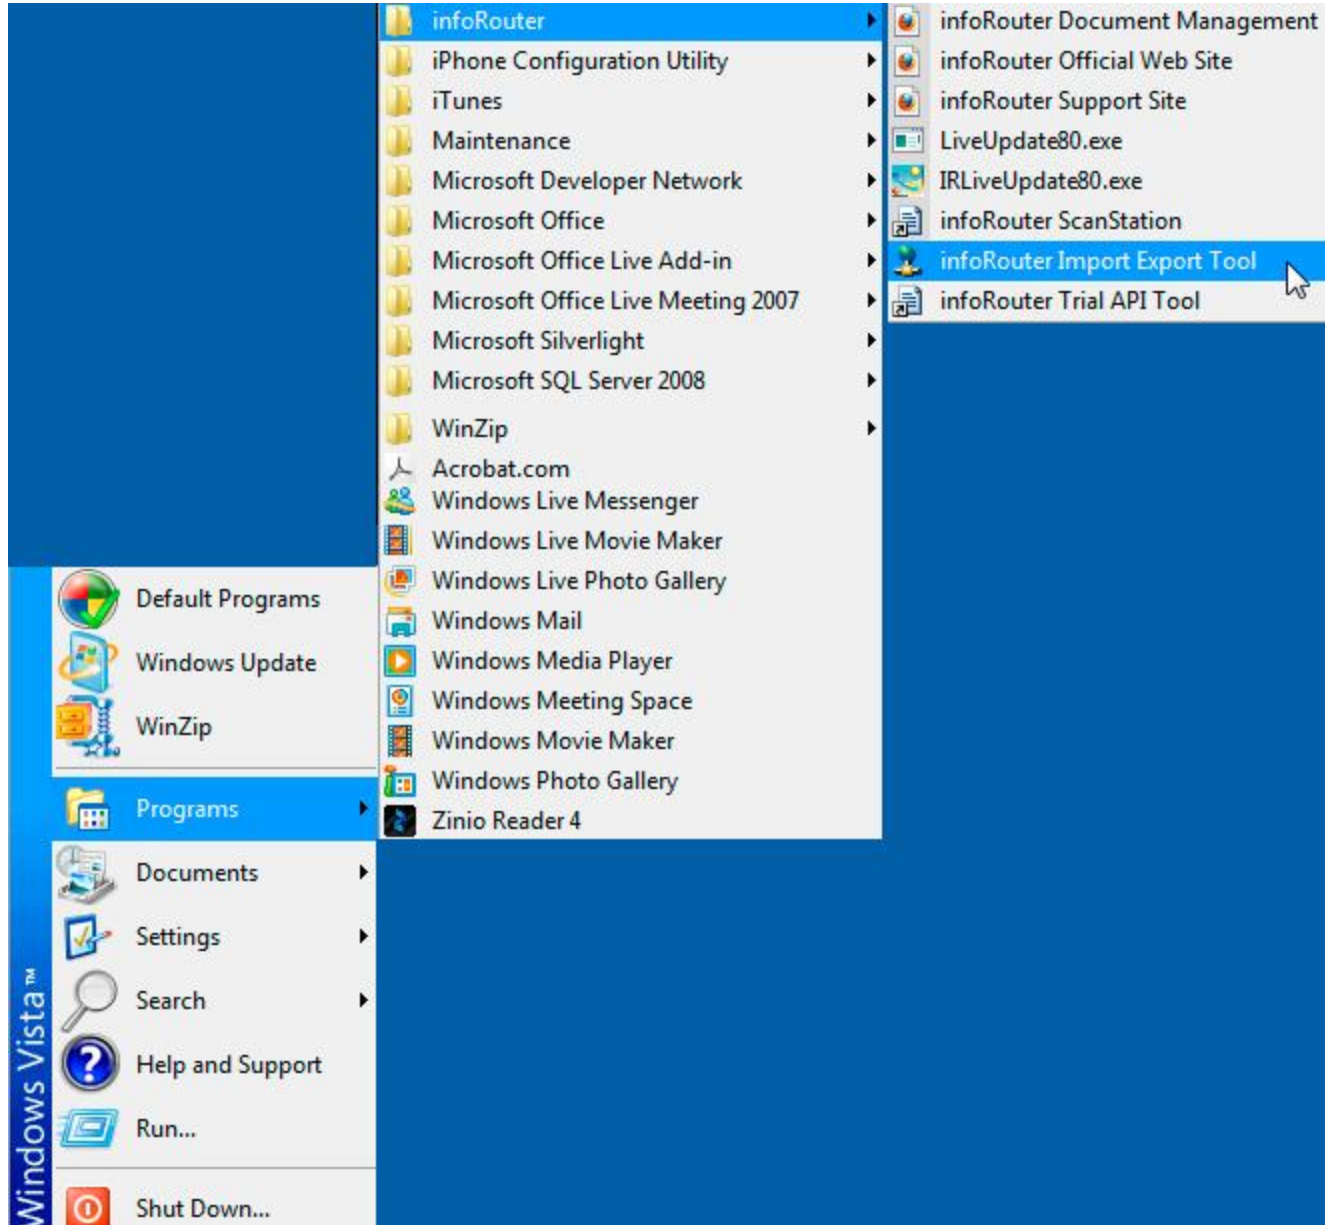 infoRouter
iPhone Configuration Utility
iTunes
Maintenance
Microsoft Developer Network
Microsoft Office
Microsoft Office Live Add-in
Microsoft Office Live Meeting 2007
Microsoft Silverlight
Microsoft SQL Server 2008
WinZip
Acrobat.com
Windows Live Messenger
Windows Live Movie Maker
Windows Live Photo Gallery
Windows Mail
Windows Media Player
Windows Meeting Space
Windows Movie Maker
Windows Photo Gallery
Zinio Reader 4
infoRouter Document Management
infoRouter Official Web Site
infoRouter Support Site
LiveUpdate80.exe
IRLiveUpdate80.exe
infoRouter ScanStation
infoRouter Import Export Tool
infoRouter Trial API Tool
Default Programs
Windows Update
WinZip
Programs
Documents
Settings
Search
Help and Support
Run...
Shut Down...
Windows Vista™